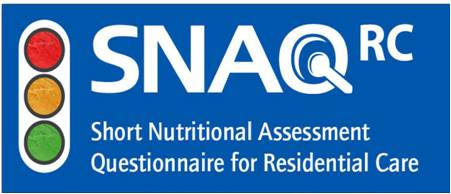 SNAQ RC
Short Nutritional Assessment
Questionnaire for Residential Care